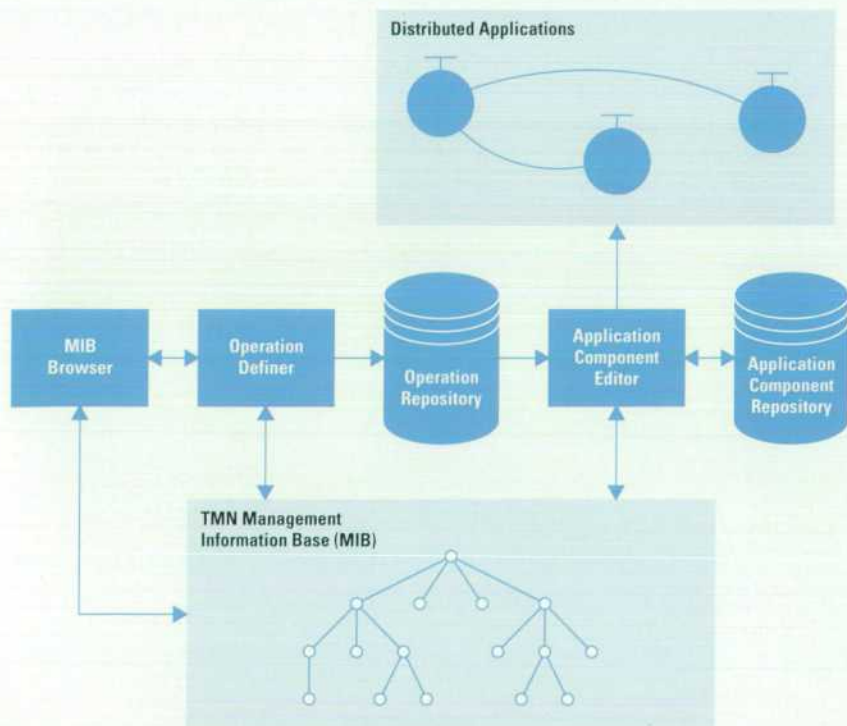 Distributed Applications
MIB
Browser
Operation
Definer
Operation
Repository
Application
Component
Editor
Application
Component
Repository
TMN Management
Information Base (MIB)